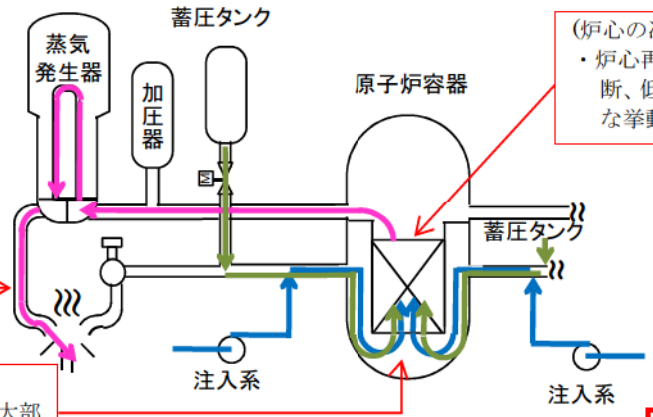 蓄圧タンク
蒸気
発生器
加
圧
器
原子炉容器
(炉心の
・炉心再
断、低
な挙動
M
蓄圧タンク
注入系
注入系
大部